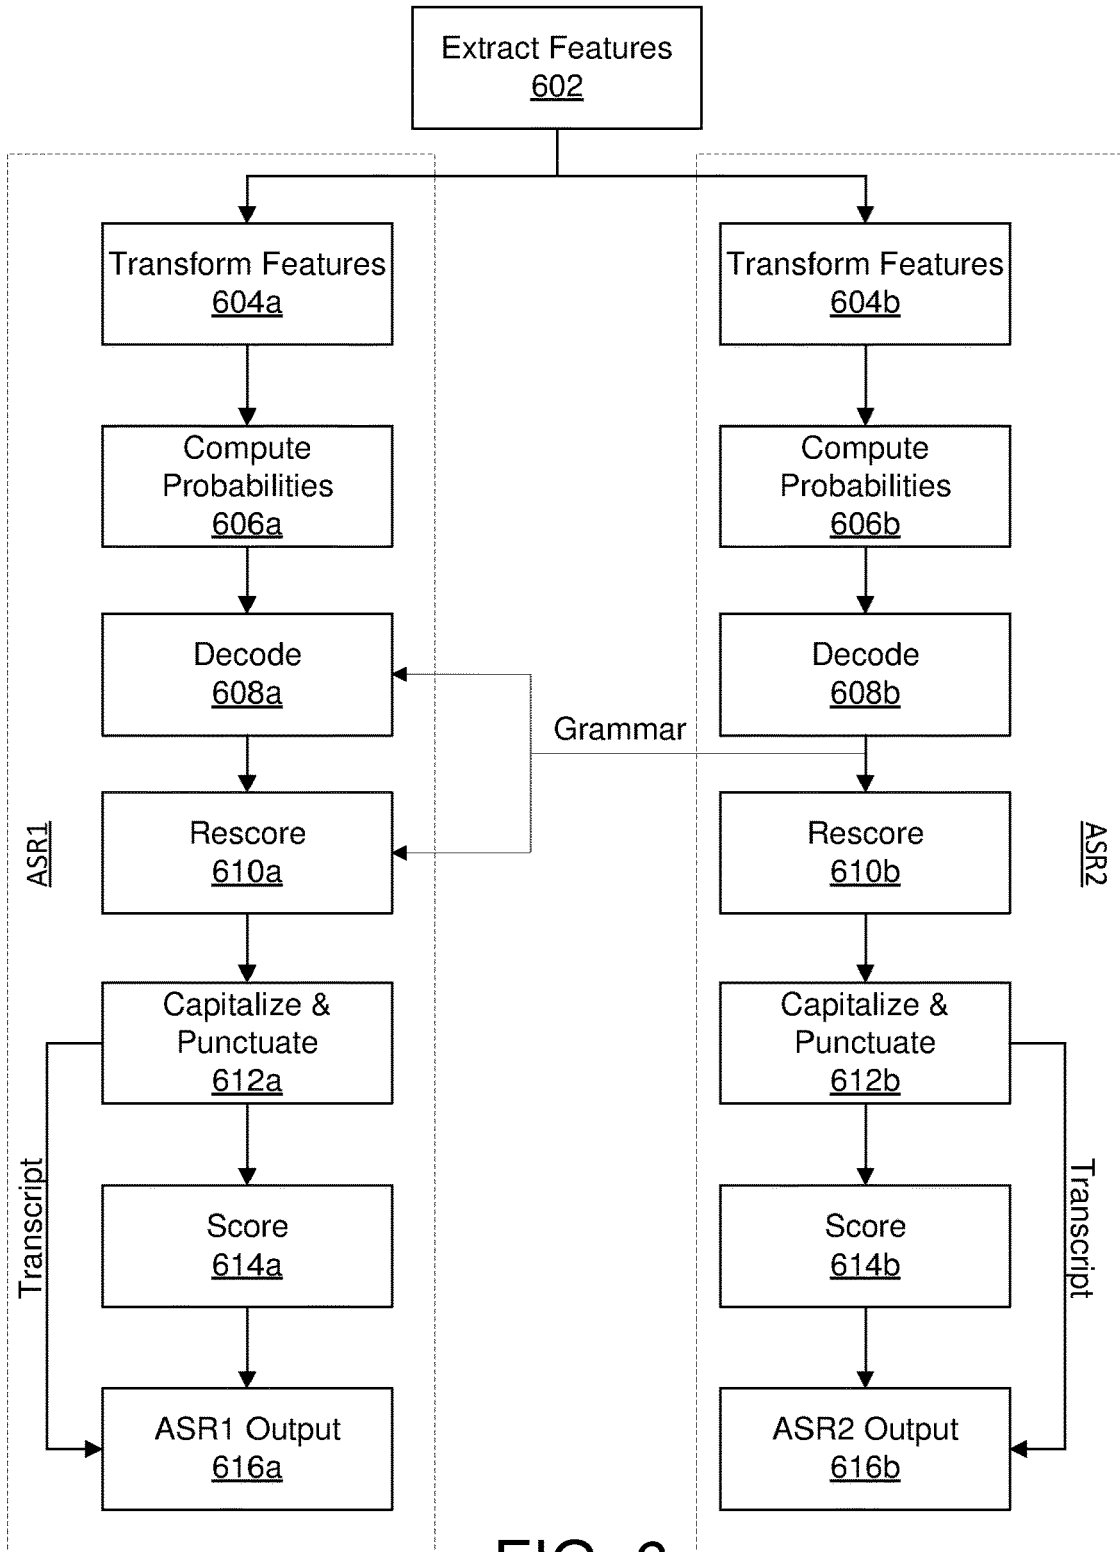 Extract Features
602
Transform Features
604a
Transform Features
604b
Compute
Probabilities
606a
Compute
Probabilities
606b
Decode
608a
Decode
608b
Grammar
Rescore
610a
Rescore
610b
ASR1
ASR2
Capitalize &
Punctuate
612a
Capitalize &
Punctuate
612b
Transcript
Transcript
Score
614a
Score
614b
ASR1 Output
616a
ASR2 Output
616b
FIG.